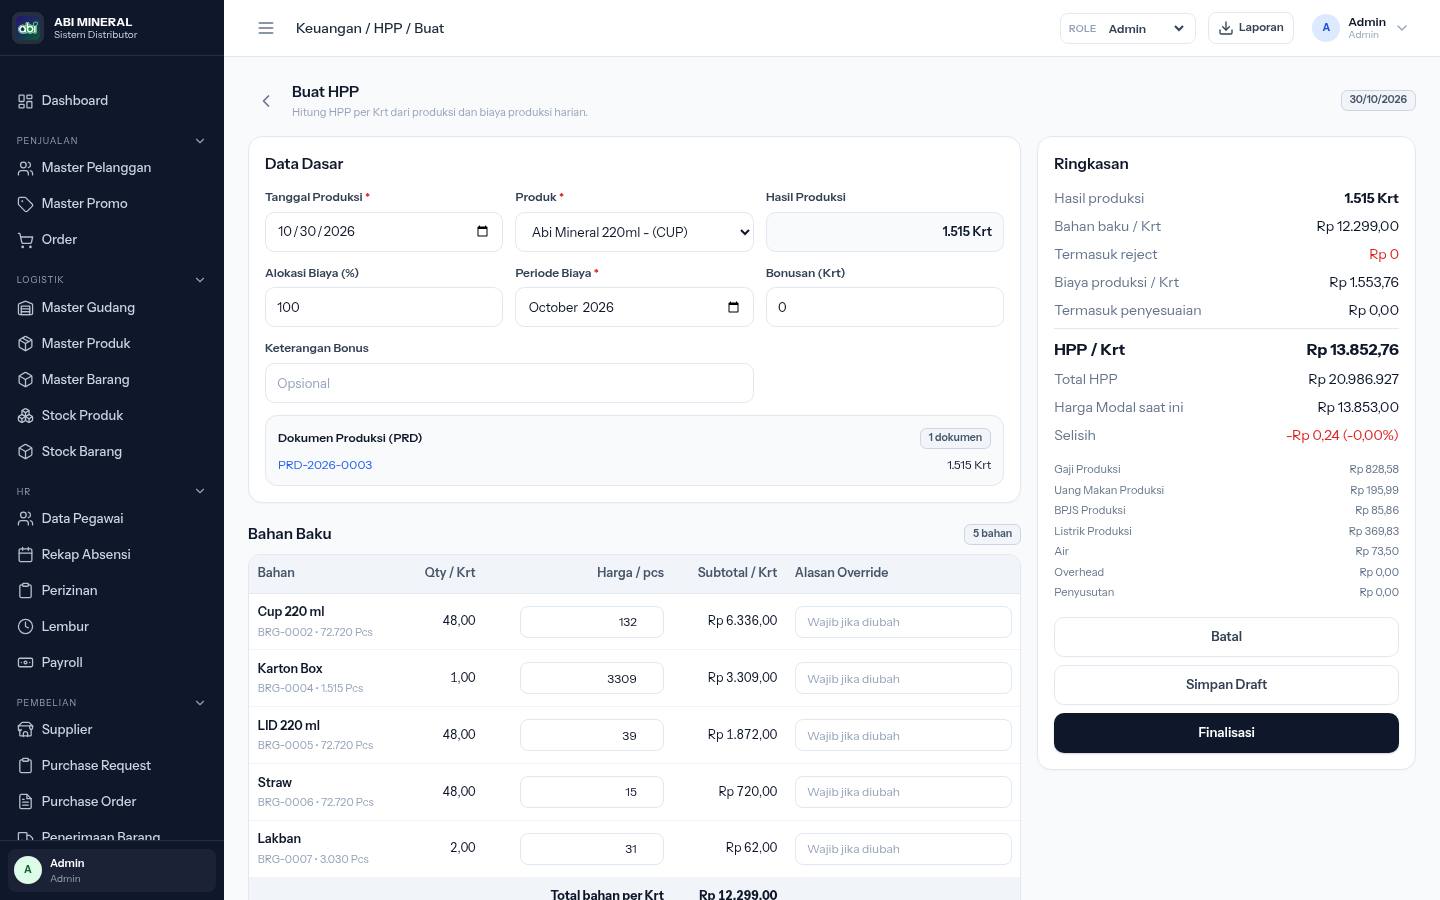 abi
ABI MINERAL
Sistem Distributor
Dashboard
PENJUALAN
Master Pelanggan
Master Promo
Order
LOGISTIK
Master Gudang
Master Produk
Master Barang
Stock Produk
Stock Barang
HR
Data Pegawai
Rekap Absensi
Perizinan
Lembur
Payroll
PEMBELIAN
Supplier
Purchase Request
Purchase Order
Penerimaan Barang
A
Admin
Admin
Keuangan / HPP / Buat
ROLE Admin
Laporan
A
Admin
Admin
Buat HPP
Hitung HPP per Krt dari produksi dan biaya produksi harian.
30/10/2026
Data Dasar
Tanggal Produksi * Produk * Hasil Produksi
10/30/2026 Abi Mineral 220ml - (CUP) 1.515 Krt
Alokasi Biaya (%) Periode Biaya * Bonusan (Krt)
100 October 2026 0
Keterangan Bonus
Opsional
Dokumen Produksi (PRD) 1 dokumen
PRD-2026-0003 1.515 Krt
Bahan Baku 5 bahan
Bahan Qty / Krt Harga / pcs Subtotal / Krt Alasan Override
Cup 220 ml
BRG-0002 • 72.720 Pcs 48,00 132 Rp 6.336,00 Wajib jika diubah
Karton Box
BRG-0004 • 1.515 Pcs 1,00 3309 Rp 3.309,00 Wajib jika diubah
LID 220 ml
BRG-0005 • 72.720 Pcs 48,00 39 Rp 1.872,00 Wajib jika diubah
Straw
BRG-0006 • 72.720 Pcs 48,00 15 Rp 720,00 Wajib jika diubah
Lakban
BRG-0007 • 3.030 Pcs 2,00 31 Rp 62,00 Wajib jika diubah
Total bahan per Krt Rp 12.299,00
Ringkasan
Hasil produksi 1.515 Krt
Bahan baku / Krt Rp 12.299,00
Termasuk reject Rp 0
Biaya produksi / Krt Rp 1.553,76
Termasuk penyesuaian Rp 0,00
HPP / Krt Rp 13.852,76
Total HPP Rp 20.986.927
Harga Modal saat ini Rp 13.853,00
Selisih -Rp 0,24 (-0,00%)
Gaji Produksi Rp 828,58
Uang Makan Produksi Rp 195,99
BPJS Produksi Rp 85,86
Listrik Produksi Rp 369,83
Air Rp 73,50
Overhead Rp 0,00
Penyusutan Rp 0,00
Batal
Simpan Draft
Finalisasi